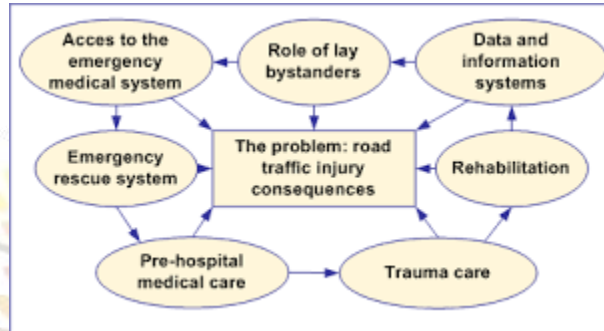 Acces to the
emergency
medical system
Role of lay
bystanders
Data and
information
systems
Emergency
rescue system
The problem: road
traffic injury
consequences
Rehabilitation
Pre-hospital
medical care
Trauma care